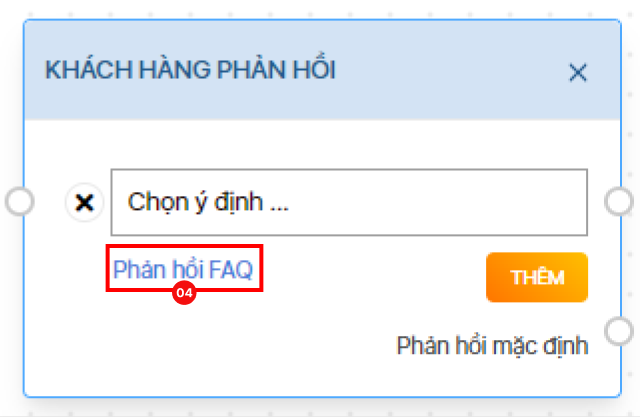 KHÁCH HÀNG PHẢN HỒI
Chọn ý định ...
Phản hồi FAQ
04
THÊM
Phản hồi mặc định